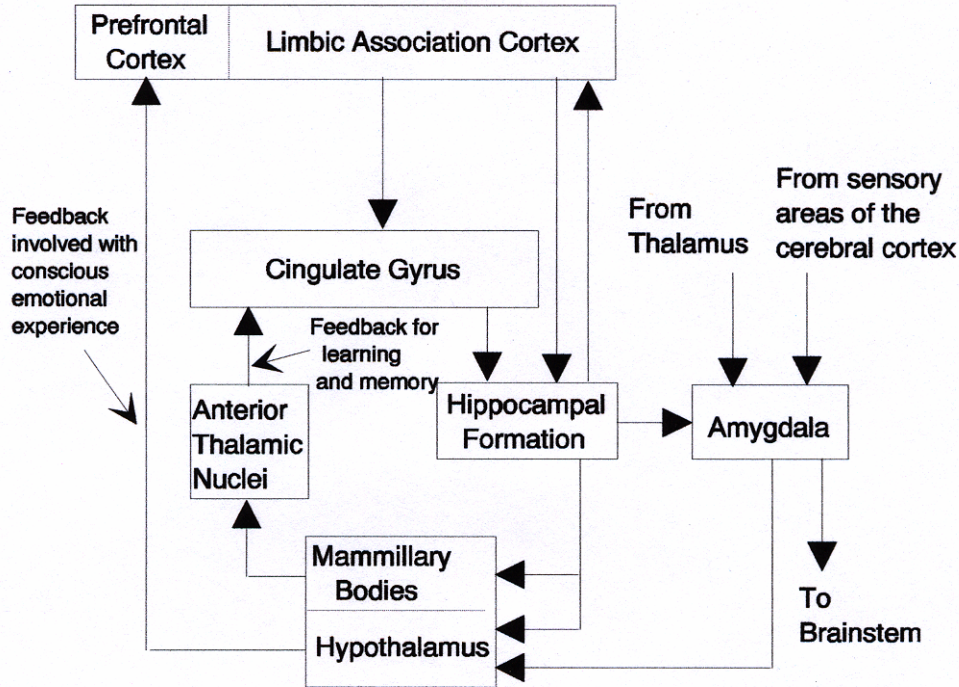 Prefrontal
Cortex
Limbic Association Cortex
Feedback
involved with
conscious
emotional
experience
From
Thalamus
From sensory
areas of the
cerebral cortex
Cingulate Gyrus
Feedback for
learning
and memory
Anterior
Thalamic
Nuclei
Hippocampal
Formation
Amygdala
Mammillary
Bodies
Hypothalamus
To
Brainstem